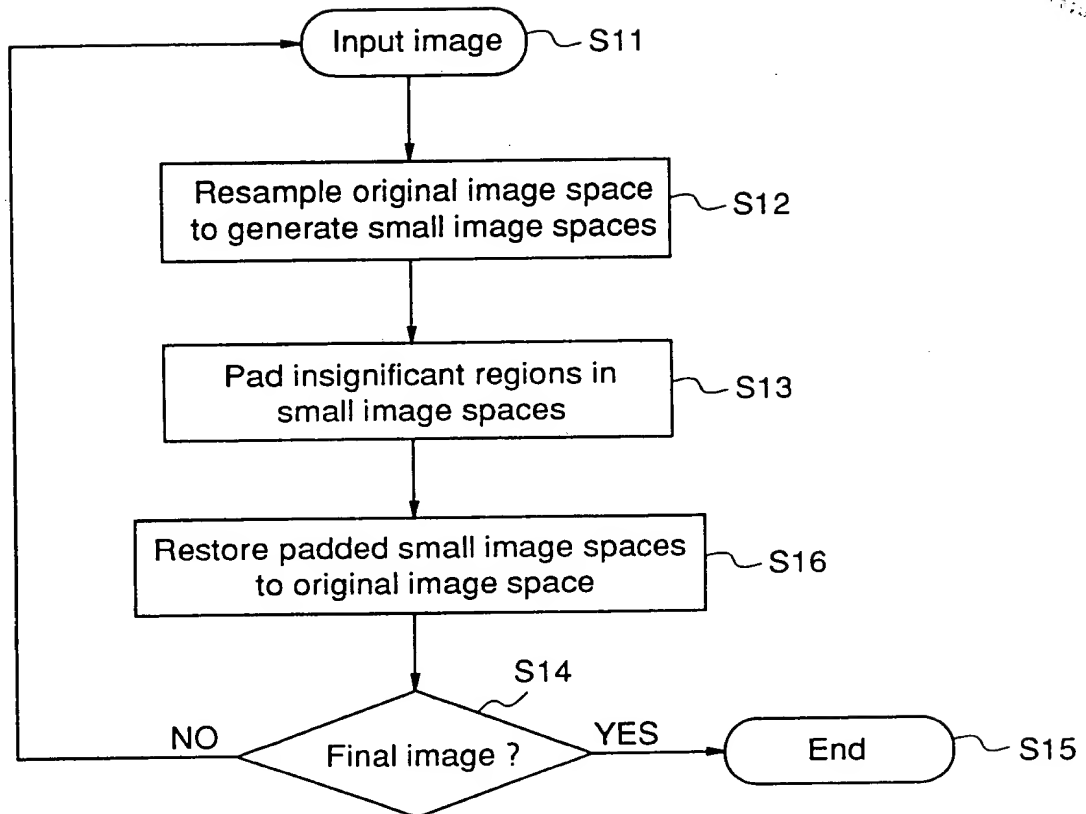 Input image
S11
Resample original image space
to generate small image spaces
S12
Pad insignificant regions in
small image spaces
S13
Restore padded small image spaces
to original image space
S16
S14
NO
Final image ?
YES
End
S15